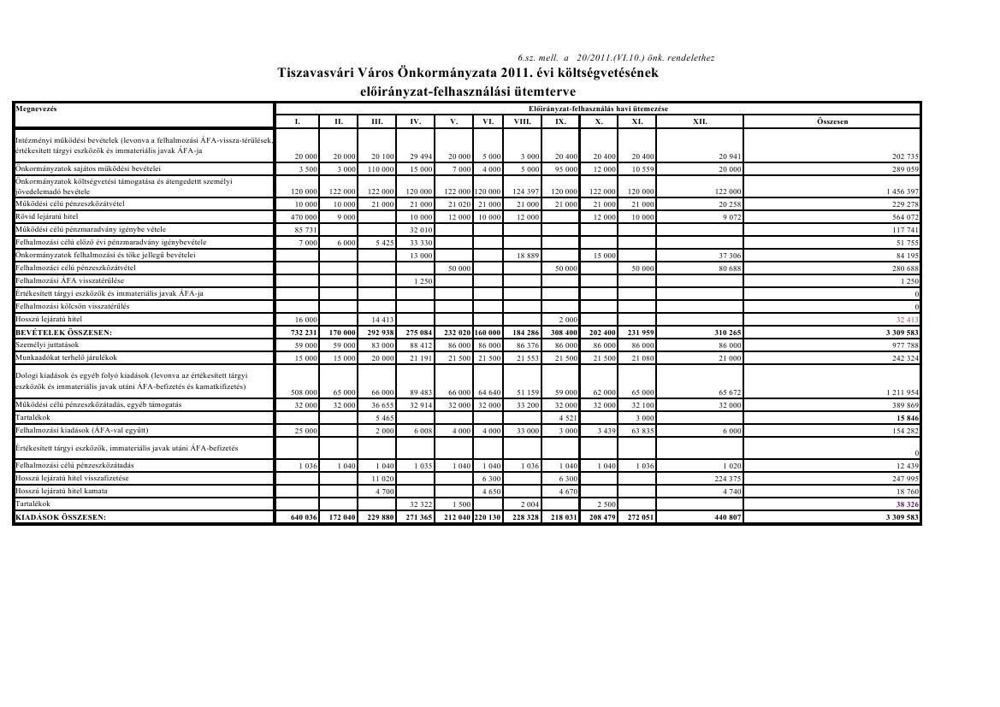 6.sz. mell. a 20/2011.(VI.10.) önk. rendelethez
Tiszavasvári Város Önkormányzata 2011. évi költségvetésének
előirányzat-felhasználási ütemterve
Megnevezés Előirányzat-felhasználás havi ütemezése
I. II. III. IV. V. VI. VIII. IX. X. XI. XII. Összesen
Intézményi működési bevételek (levonva a felhalmozási ÁFA-vissza-térülések,
értékesített tárgyi eszközök és immateriális javak ÁFA-ja 20 000 20 000 20 100 29 494 20 000 5 000 3 000 20 400 20 400 20 400 20 941 202 735
Önkormányzatok sajátos működési bevételei 3 500 3 000 110 000 15 000 7 000 4 000 5 000 95 000 12 000 10 559 20 000 289 059
Önkormányzatok költségvetési támogatása és átengedettt személyi
jövedelemadó bevétele 120 000 122 000 122 000 120 000 122 000 120 000 124 397 120 000 122 000 120 000 122 000 1 456 397
Működési célú pénzeszközátvétel 10 000 10 000 21 000 21 000 21 020 21 000 21 000 21 000 21 000 21 000 20 258 229 278
Rövid lejáratú hitel 470 000 9 000 10 000 12 000 10 000 12 000 12 000 10 000 9 072 564 072
Működési célú pénzmaradvány igénybe vétele 85 731 32 010 117 741
Felhalmozási célú előző évi pénzmaradvány igénybevétele 7 000 6 000 5 425 33 330 51 755
Önkormányzatok felhalmozási és tőke jellegű bevételei 13 000 18 889 15 000 37 306 84 195
Felhalmozáci célú pénzeszközátvétel 50 000 50 000 50 000 80 688 280 688
Felhalmozási ÁFA visszatérülése 1 250 1 250
Értékesített tárgyi eszközök és immateriális javak ÁFA-ja 0
Felhalmozási kölcsön visszatérülés 0
Hosszú lejáratú hitel 16 000 14 413 2 000 32 413
BEVÉTELEK ÖSSZESEN: 732 231 170 000 292 938 275 084 232 020 160 000 184 286 308 400 202 400 231 959 310 265 3 309 583
Személyi juttatások 59 000 59 000 83 000 88 412 86 000 86 000 86 376 86 000 86 000 86 000 86 000 977 788
Munkaadókat terhelő járulékok 15 000 15 000 20 000 21 191 21 500 21 500 21 553 21 500 21 500 21 080 21 000 242 324
Dologi kiadások és egyéb folyó kiadások (levonva az értékesített tárgyi
eszközök és immateriális javak utáni ÁFA-befizetés és kamatkifizetés) 508 000 65 000 66 000 89 483 66 000 64 640 51 159 59 000 62 000 65 000 65 672 1 211 954
Működési célú pénzeszközátadás, egyéb támogatás 32 000 32 000 36 655 32 914 32 000 32 000 33 200 32 000 32 000 32 100 32 000 389 869
Tartalékok 5 465 4 521 3 000 15 846
Felhalmozási kiadások (ÁFA-val együtt) 25 000 2 000 6 008 4 000 4 000 33 000 3 000 3 439 63 835 6 000 154 282
Értékesített tárgyi eszközök, immateriális javak utáni ÁFA-befizetés 0
Felhalmozási célú pénzeszközátadás 1 036 1 040 1 040 1 035 1 040 1 040 1 036 1 040 1 040 1 036 1 020 12 439
Hosszú lejáratú hitel visszafizetése 11 020 6 300 6 300 224 375 247 995
Hosszú lejáratú hitel kamata 4 700 4 650 4 670 4 740 18 760
Tartalékok 32 322 1 500 2 004 2 500 38 326
KIADÁSOK ÖSSZESEN: 640 036 172 040 229 880 271 365 212 040 220 130 228 328 218 031 208 479 272 051 440 807 3 309 583